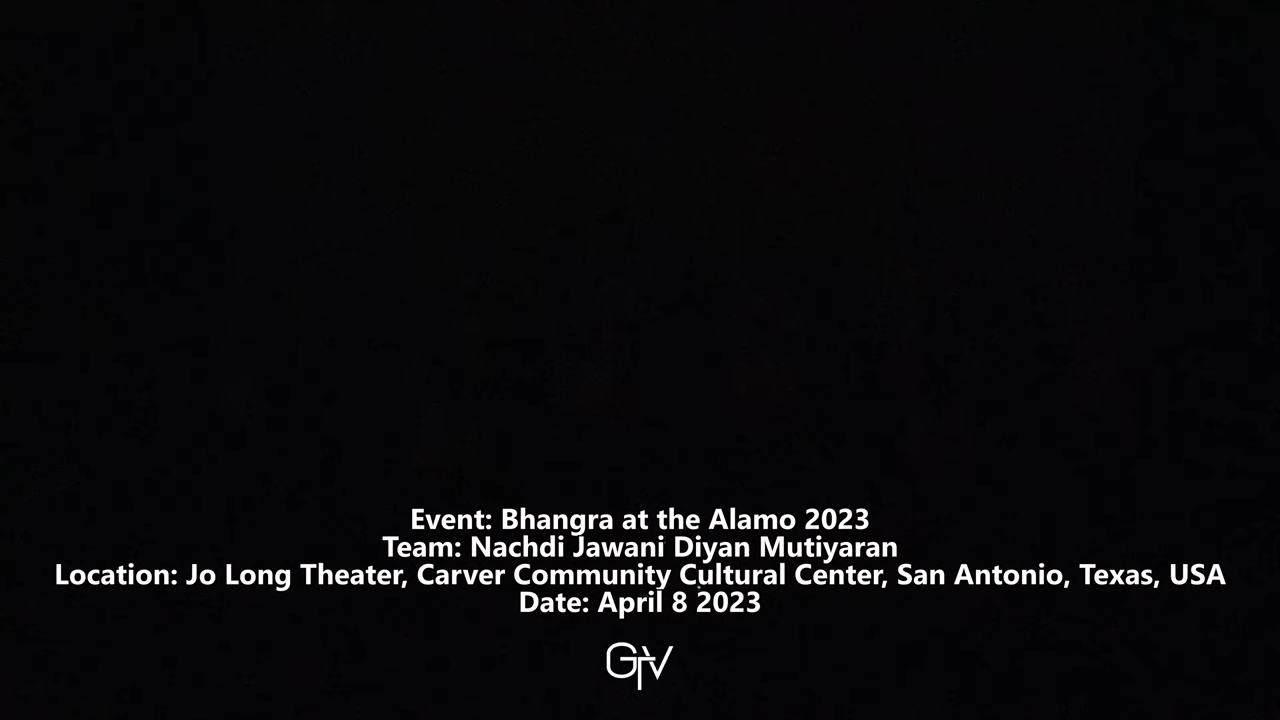 Event: Bhangra at the Alamo 2023
Team: Nachdi Jawani Diyan Mutiyaran
Location: Jo Long Theater, Carver Community Cultural Center, San Antonio, Texas, USA
Date: April 8 2023
GTV